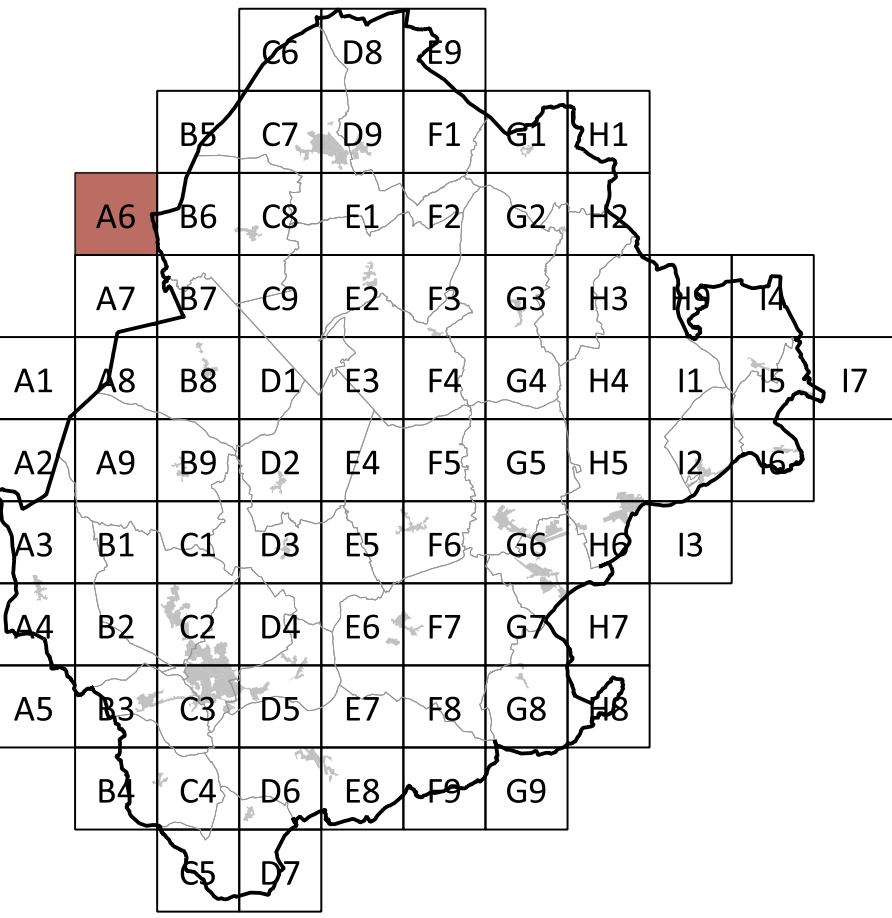 C6 D8 E9
B5 C7 D9 F1 G1 H1
A6 B6 C8 E1 F2 G2 H2
A7 B7 C9 E2 F3 G3 H3 H9 I4
A1 A8 B8 D1 E3 F4 G4 H4 I1 I5 I7
A2 A9 B9 D2 E4 F5 G5 H5 I2 I6
A3 B1 C1 D3 E5 F6 G6 H6 I3
A4 B2 C2 D4 E6 F7 G7 H7
A5 B3 C3 D5 E7 F8 G8 H8
B4 C4 D6 E8 F9 G9
C5 D7